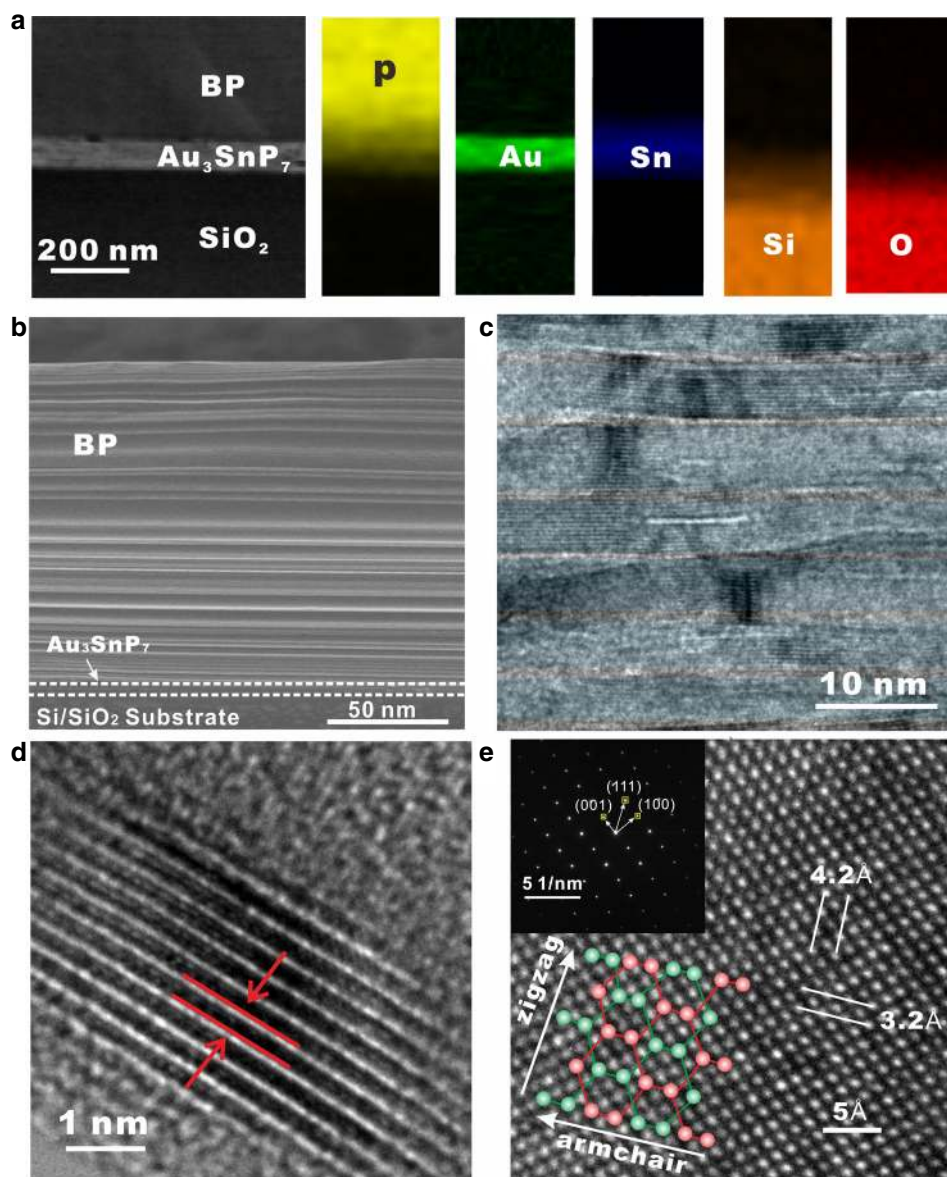 a
BP
Au₃SnP₇
SiO₂
200 nm
p
Au
Sn
Si
O
b
BP
Au₃SnP₇
Si/SiO₂ Substrate
50 nm
c
10 nm
d
1 nm
e
(111)
(001)
(100)
5 1/nm
4.2Å
3.2Å
zigzag
armchair
5Å